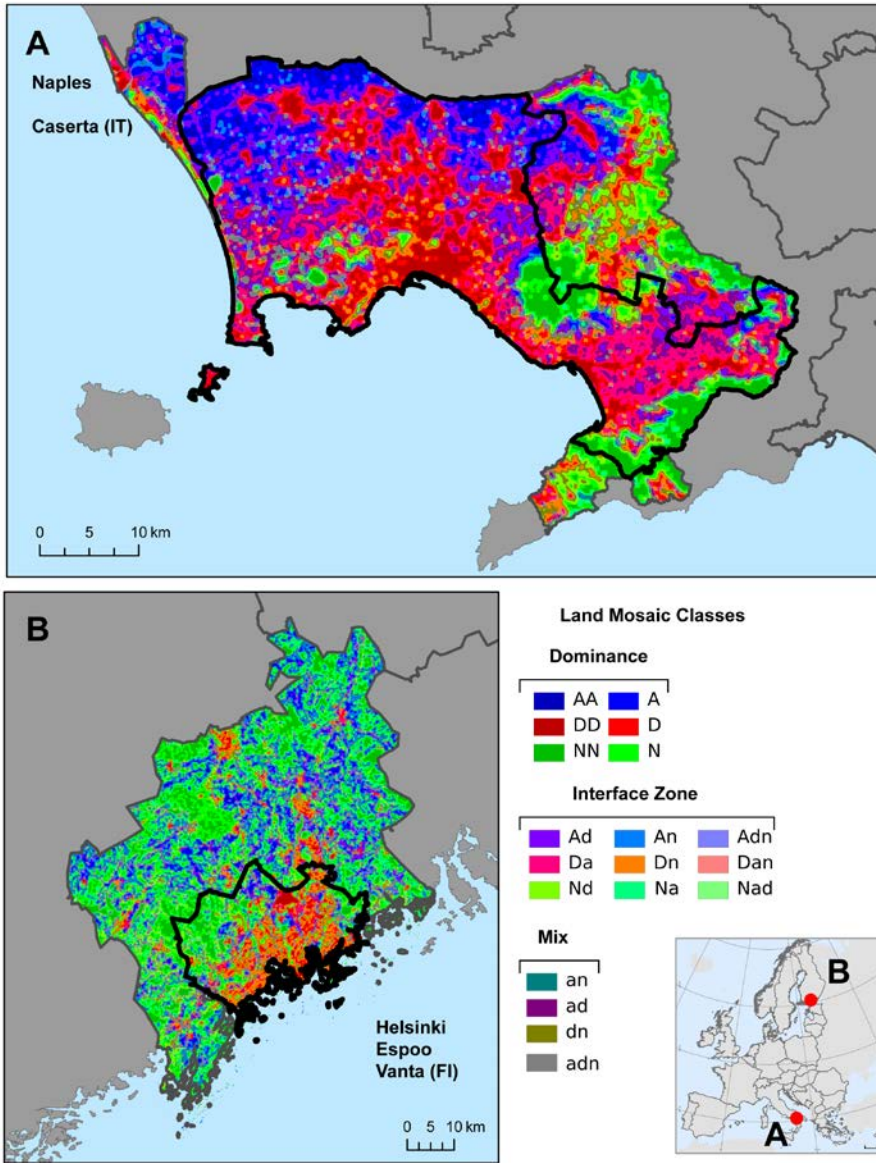 A
Naples
Caserta (IT)
0 5 10 km
B
Helsinki
Espoo
Vanta (FI)
0 5 10 km
Land Mosaic Classes
Dominance
AA A
DD D
NN N
Interface Zone
Ad An Adn
Da Dn Dan
Nd Na Nad
Mix
an
ad
dn
adn
B
A